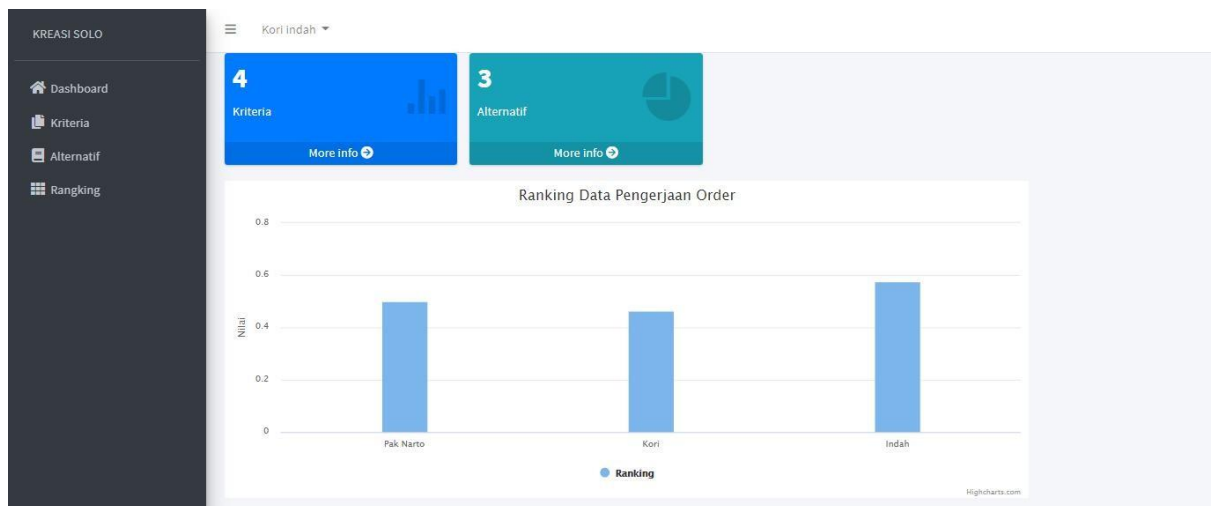 KREASI SOLO
Kori Indah
Dashboard
Kriteria
Alternatif
Rangking
4
Kriteria
More info
3
Alternatif
More info
Ranking Data Pengerjaan Order
0.8
0.6
0.4
0.2
0
Nilai
Pak Narto
Kori
Indah
Ranking
Highcharts.com